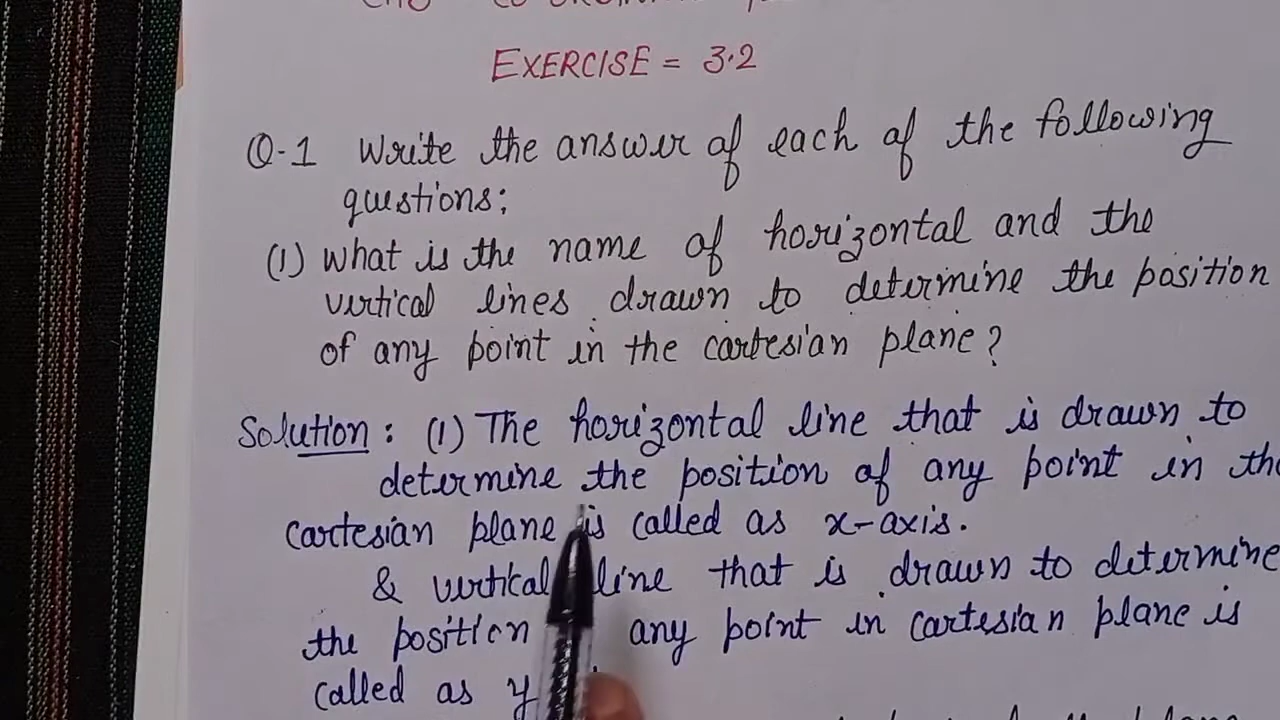 EXERCISE = 3.2
Q-1 Write the answer of each of the following
questions:
(1) What is the name of horizontal and the
vertical lines drawn to determine the position
of any point in the cartesian plane?
Solution: (1) The horizontal line that is drawn to
determine the position of any point in the
cartesian plane is called as x-axis.
& vertical line that is drawn to determine
the position any point in cartesian plane is
called as y